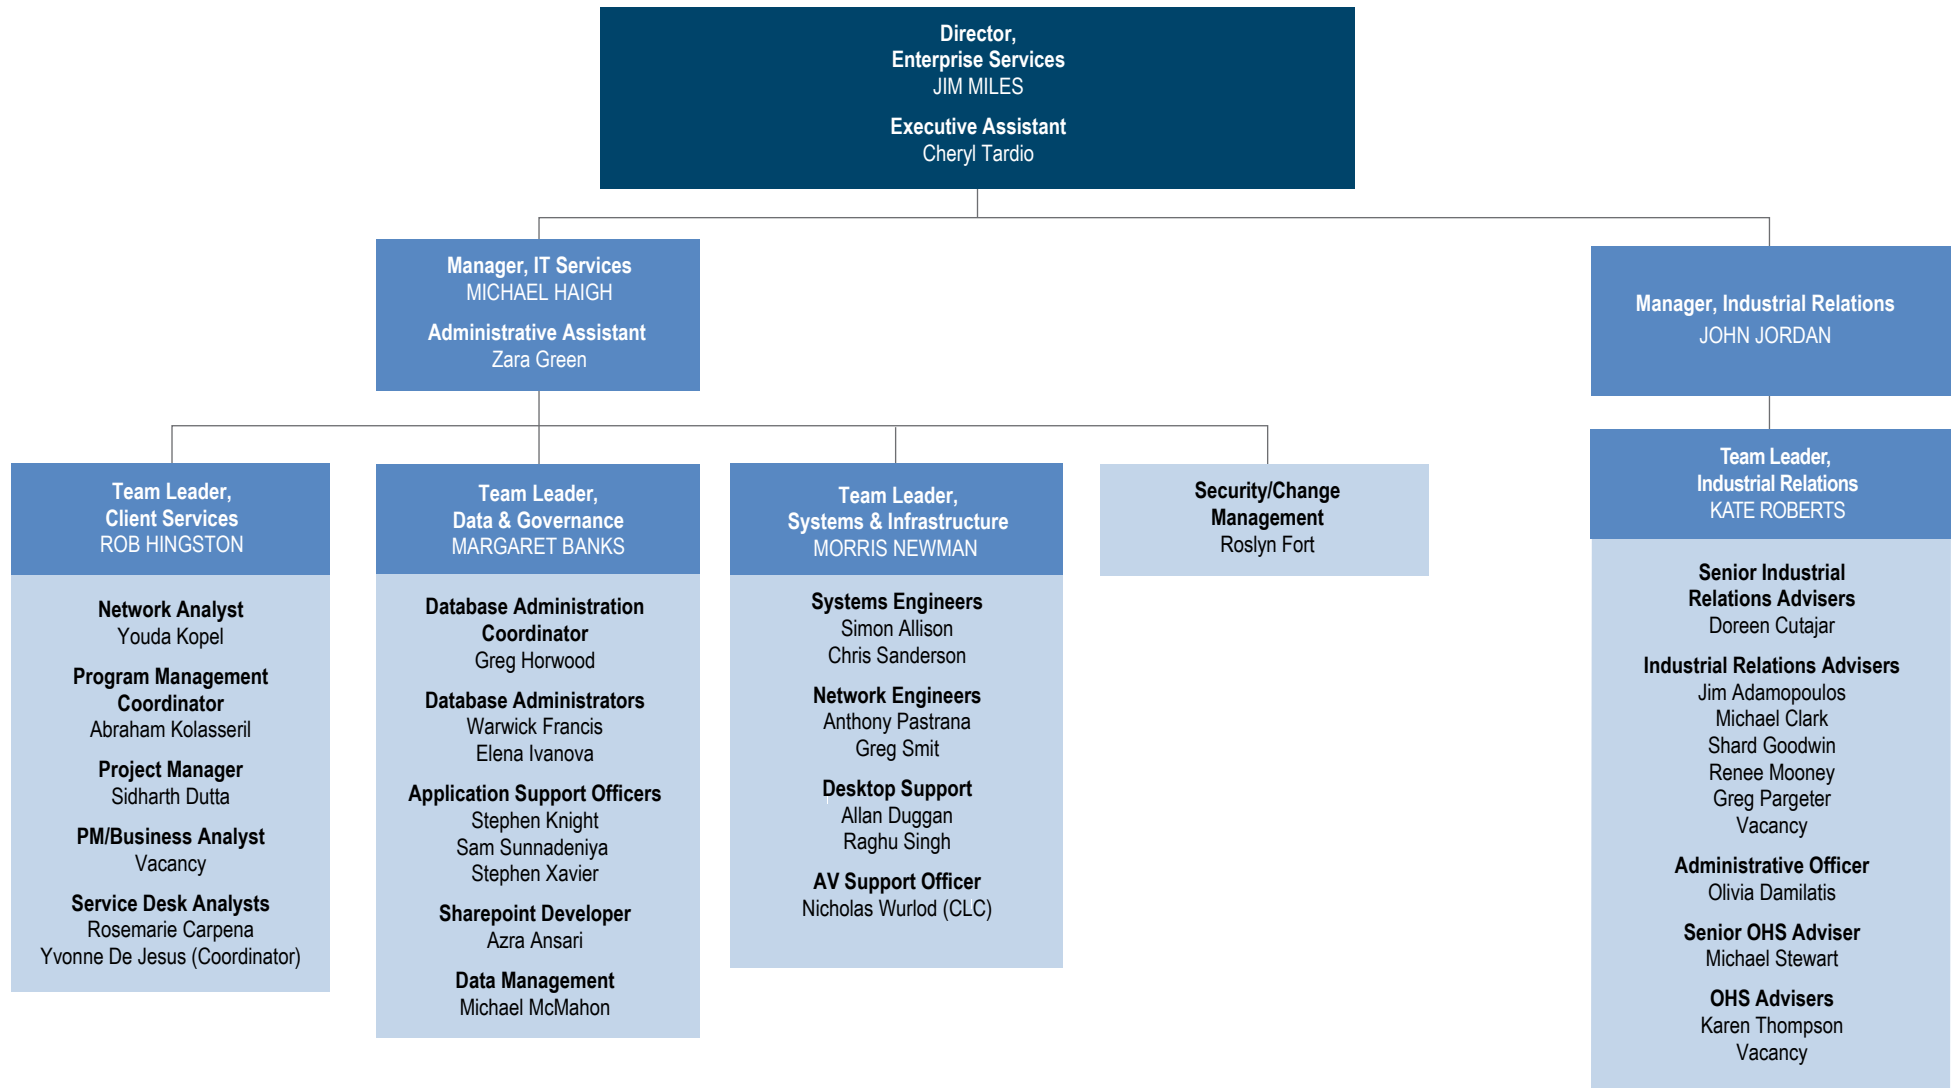 Director,
Enterprise Services
JIM MILES
Executive Assistant
Cheryl Tardio
Manager, IT Services
MICHAEL HAIGH
Administrative Assistant
Zara Green
Manager, Industrial Relations
JOHN JORDAN
Team Leader,
Client Services
ROB HINGSTON
Network Analyst
Youda Kopel
Program Management
Coordinator
Abraham Kolasseril
Project Manager
Sidharth Dutta
PM/Business Analyst
Vacancy
Service Desk Analysts
Rosemarie Carpena
Yvonne De Jesus (Coordinator)
Team Leader,
Data & Governance
MARGARET BANKS
Database Administration
Coordinator
Greg Horwood
Database Administrators
Warwick Francis
Elena Ivanova
Application Support Officers
Stephen Knight
Sam Sunnadeniya
Stephen Xavier
Sharepoint Developer
Azra Ansari
Data Management
Michael McMahon
Team Leader,
Systems & Infrastructure
MORRIS NEWMAN
Systems Engineers
Simon Allison
Chris Sanderson
Network Engineers
Anthony Pastrana
Greg Smit
Desktop Support
Allan Duggan
Raghu Singh
AV Support Officer
Nicholas Wurlod (CLC)
Security/Change
Management
Roslyn Fort
Team Leader,
Industrial Relations
KATE ROBERTS
Senior Industrial
Relations Advisers
Doreen Cutajar
Industrial Relations Advisers
Jim Adamopoulos
Michael Clark
Shard Goodwin
Renee Mooney
Greg Pargeter
Vacancy
Administrative Officer
Olivia Damilatis
Senior OHS Adviser
Michael Stewart
OHS Advisers
Karen Thompson
Vacancy